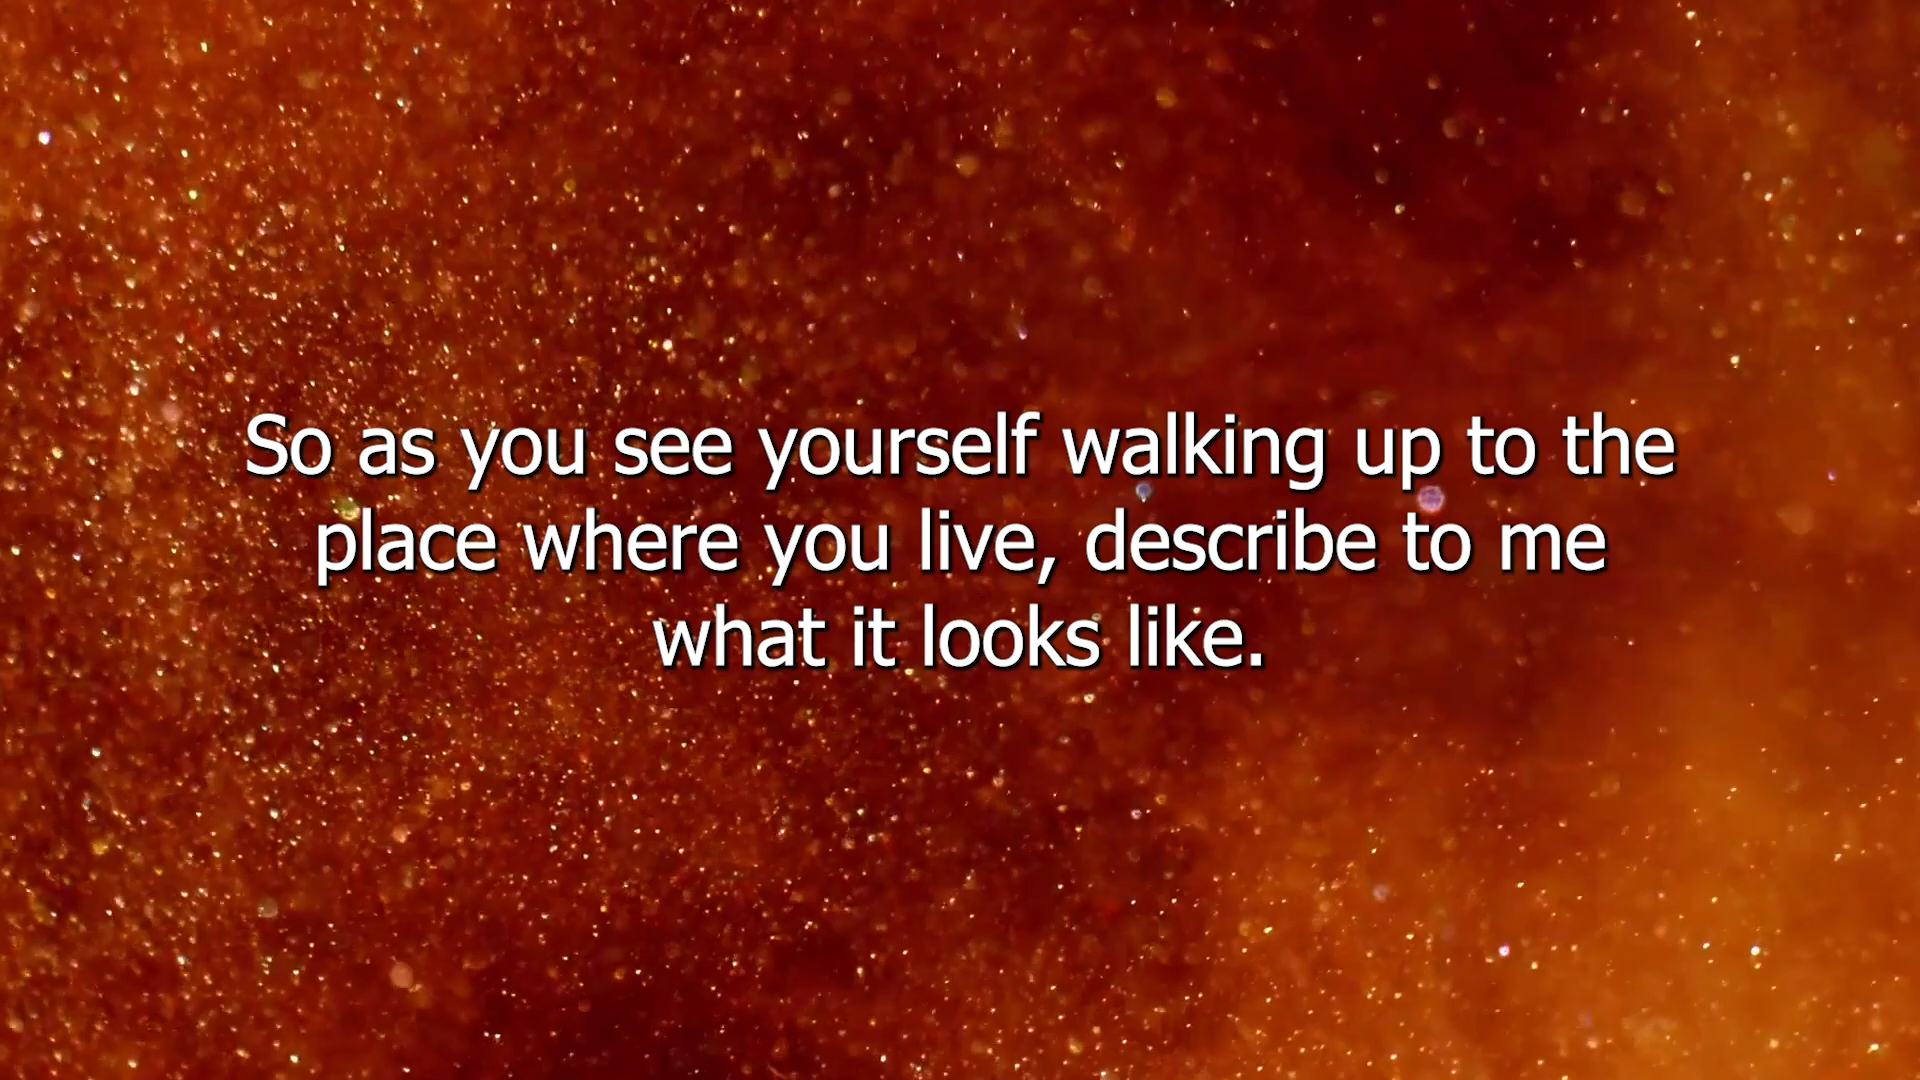 So as you see yourself walking up to the
place where you live, describe to me
what it looks like.